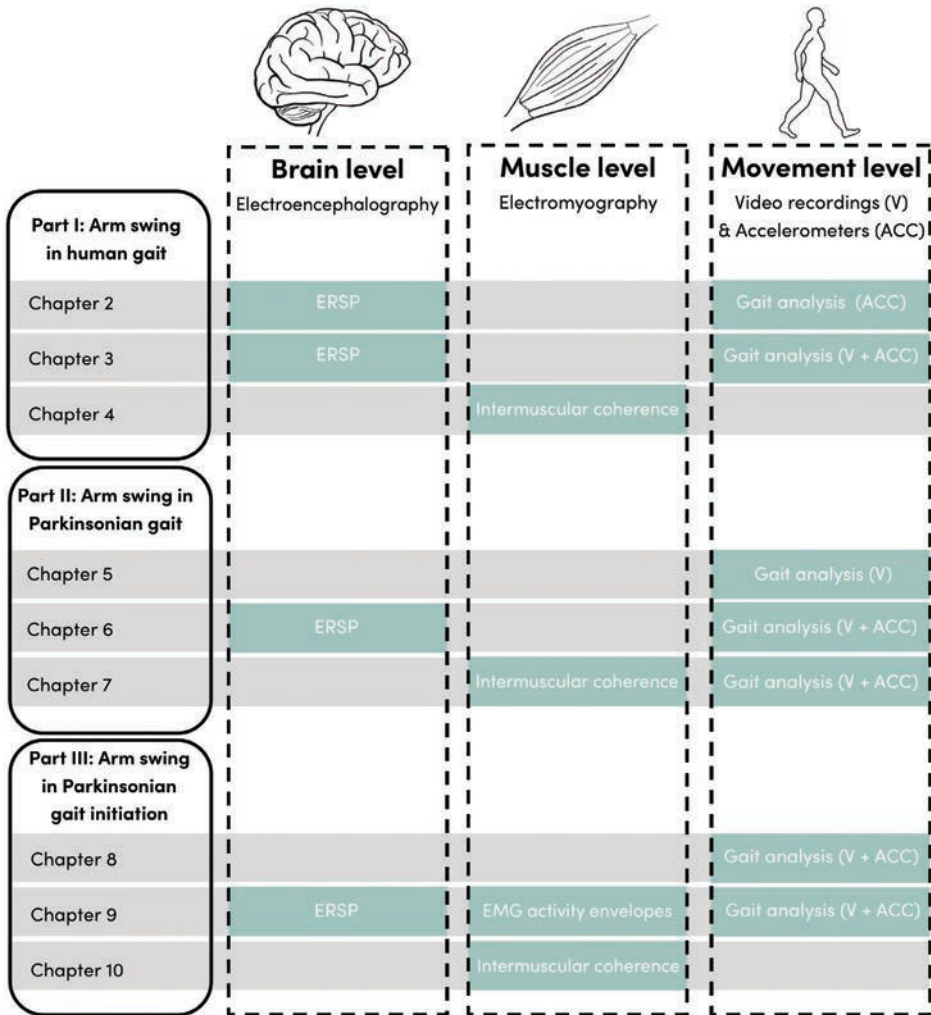 Brain level
Electroencephalography
Muscle level
Electromyography
Movement level
Video recordings (V)
& Accelerometers (ACC)
Part I: Arm swing
in human gait
Chapter 2
ERSP
Gait analysis (ACC)
Chapter 3
ERSP
Gait analysis (V + ACC)
Chapter 4
Intermuscular coherence
Part II: Arm swing in
Parkinsonian gait
Chapter 5
Gait analysis (V)
Chapter 6
ERSP
Gait analysis (V + ACC)
Chapter 7
Intermuscular coherence
Gait analysis (V + ACC)
Part III: Arm swing
in Parkinsonian
gait initiation
Chapter 8
Gait analysis (V + ACC)
Chapter 9
ERSP
EMG activity envelopes
Gait analysis (V + ACC)
Chapter 10
Intermuscular coherence